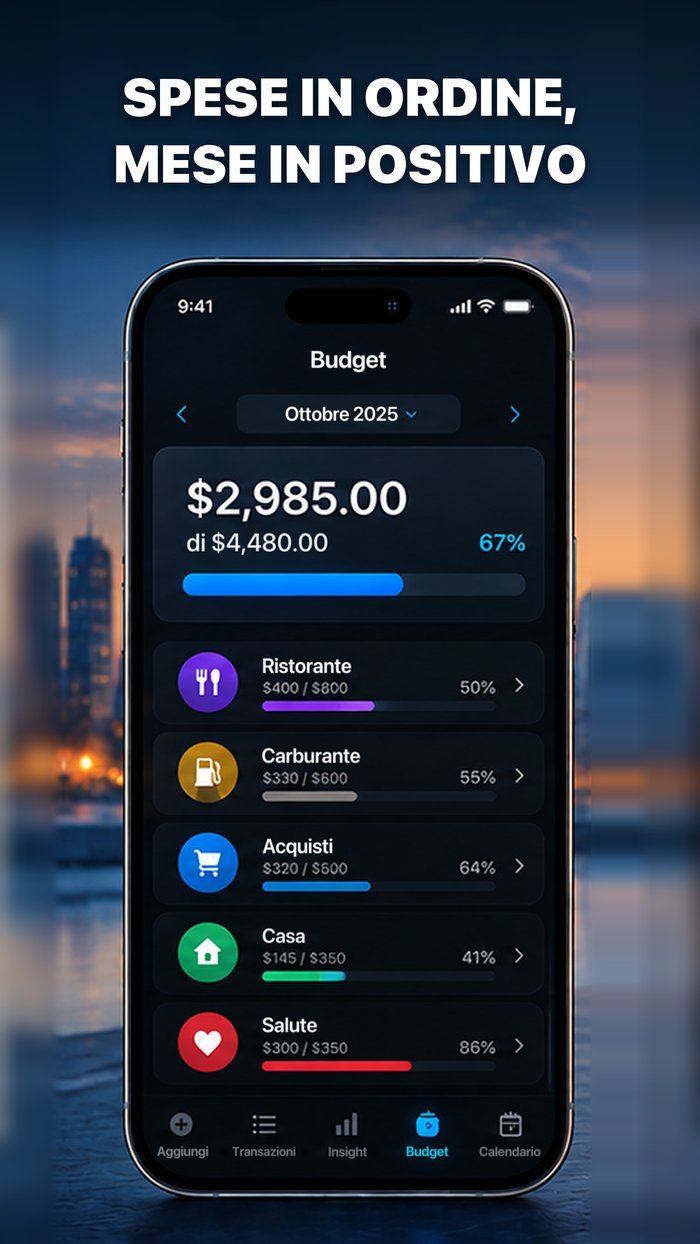 SPESE IN ORDINE,
MESE IN POSITIVO
9:41
Budget
Ottobre 2025
$2,985.00
di $4,480.00
67%
Ristorante
$400 / $800
50%
Carburante
$330 / $600
55%
Acquisti
$320 / $600
64%
Casa
$145 / $350
41%
Salute
$300 / $350
86%
Aggiungi
Transazioni
Insight
Budget
Calendario